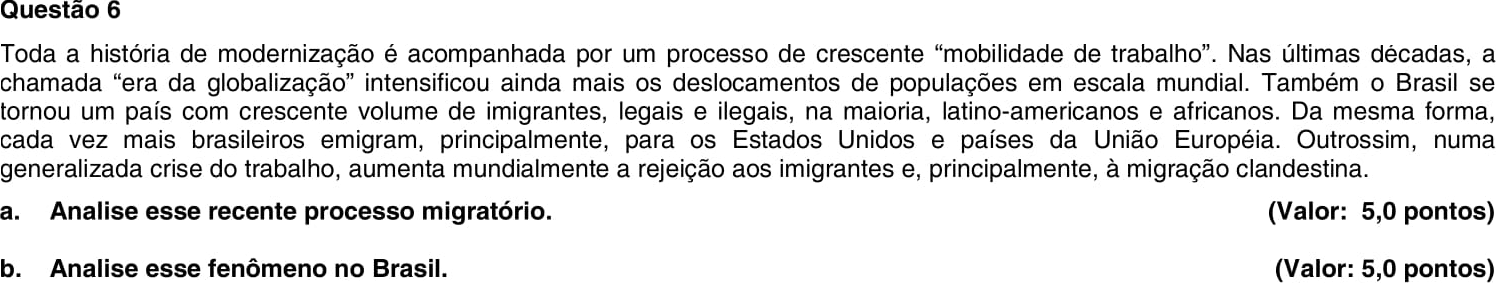 Questão 6
Toda a história de modernização é acompanhada por um processo de crescente “mobilidade de trabalho”. Nas últimas décadas, a
chamada “era da globalização” intensificou ainda mais os deslocamentos de populações em escala mundial. Também o Brasil se
tornou um país com crescente volume de imigrantes, legais e ilegais, na maioria, latino-americanos e africanos. Da mesma forma,
cada vez mais brasileiros emigram, principalmente, para os Estados Unidos e países da União Européia. Outrossim, numa
generalizada crise do trabalho, aumenta mundialmente a rejeição aos imigrantes e, principalmente, à migração clandestina.
a. Analise esse recente processo migratório. (Valor: 5,0 pontos)
b. Analise esse fenômeno no Brasil. (Valor: 5,0 pontos)